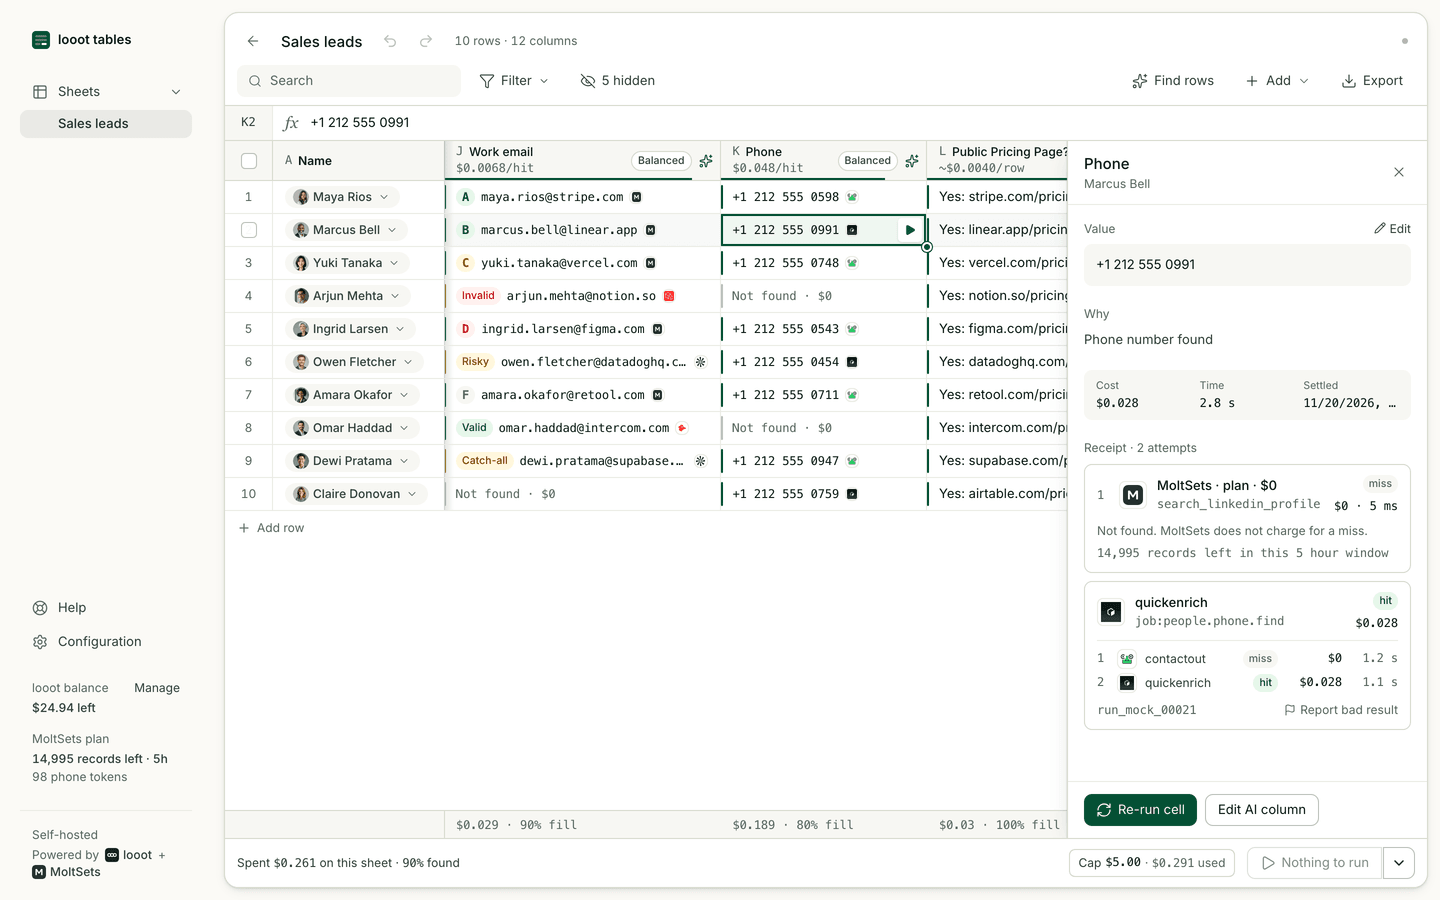 looot tables
Sheets
Sales leads
Help
Configuration
looot balance Manage
$24.94 left
MoltSets plan
14,995 records left · 5h
98 phone tokens
Self-hosted
Powered by looot +
MoltSets
Sales leads 10 rows · 12 columns
Search Filter 5 hidden Find rows Add Export
K2 fx +1 212 555 0991
A Name J Work email $0.0068/hit Balanced K Phone $0.048/hit Balanced L Public Pricing Page? ~$0.0040/row
1 Maya Rios A maya.rios@stripe.com +1 212 555 0598 Yes: stripe.com/prici
Marcus Bell B marcus.bell@linear.app +1 212 555 0991 Yes: linear.app/pricin
3 Yuki Tanaka C yuki.tanaka@vercel.com +1 212 555 0748 Yes: vercel.com/prici
4 Arjun Mehta Invalid arjun.mehta@notion.so Not found · $0 Yes: notion.so/pricing
5 Ingrid Larsen D ingrid.larsen@figma.com +1 212 555 0543 Yes: figma.com/prici
6 Owen Fletcher Risky owen.fletcher@datadoghq.c… +1 212 555 0454 Yes: datadoghq.com/
7 Amara Okafor F amara.okafor@retool.com +1 212 555 0711 Yes: retool.com/prici
8 Omar Haddad Valid omar.haddad@intercom.com Not found · $0 Yes: intercom.com/p
9 Dewi Pratama Catch-all dewi.pratama@supabase.… +1 212 555 0947 Yes: supabase.com/p
10 Claire Donovan Not found · $0 +1 212 555 0759 Yes: airtable.com/pri
+ Add row
$0.029 · 90% fill $0.189 · 80% fill $0.03 · 100% fill
Spent $0.261 on this sheet · 90% found Cap $5.00 · $0.291 used Nothing to run
Phone
Marcus Bell
Value Edit
+1 212 555 0991
Why
Phone number found
Cost Time Settled
$0.028 2.8 s 11/20/2026, …
Receipt · 2 attempts
1 M MoltSets · plan · $0 miss
search_linkedin_profile $0 · 5 ms
Not found. MoltSets does not charge for a miss.
14,995 records left in this 5 hour window
quickenrich hit
job:people.phone.find $0.028
1 contactout miss $0 1.2 s
2 quickenrich hit $0.028 1.1 s
run_mock_00021 Report bad result
Re-run cell Edit AI column